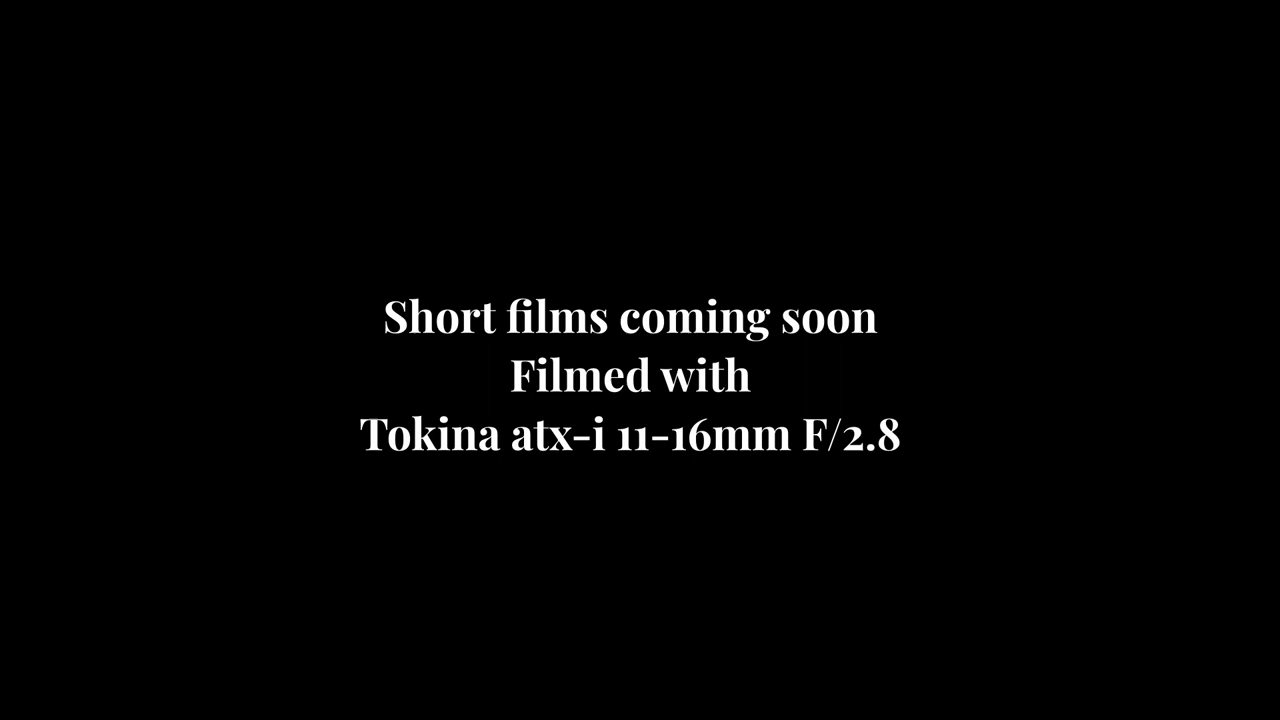 Short films coming soon
Filmed with
Tokina atx-i 11-16mm F/2.8